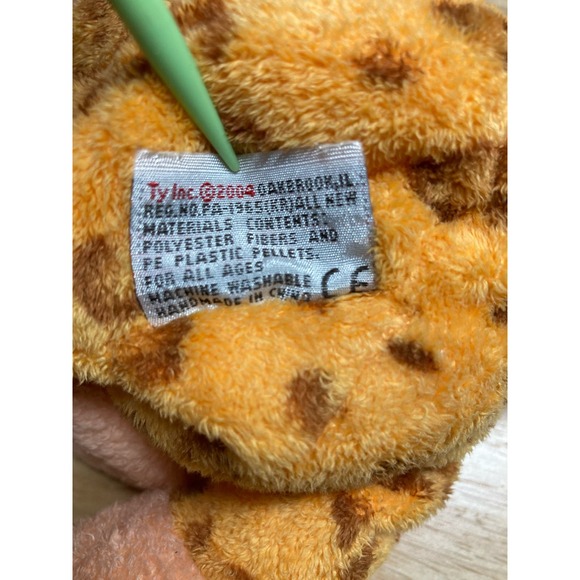 Ty Inc. ©2004 OAKBROOK, IL
REG. NO. PA-1965(KR) ALL NEW
MATERIALS CONTENTS:
POLYESTER FIBERS AND
PE PLASTIC PELLETS.
FOR ALL AGES
MACHINE WASHABLE
HANDMADE IN CHINA
CE